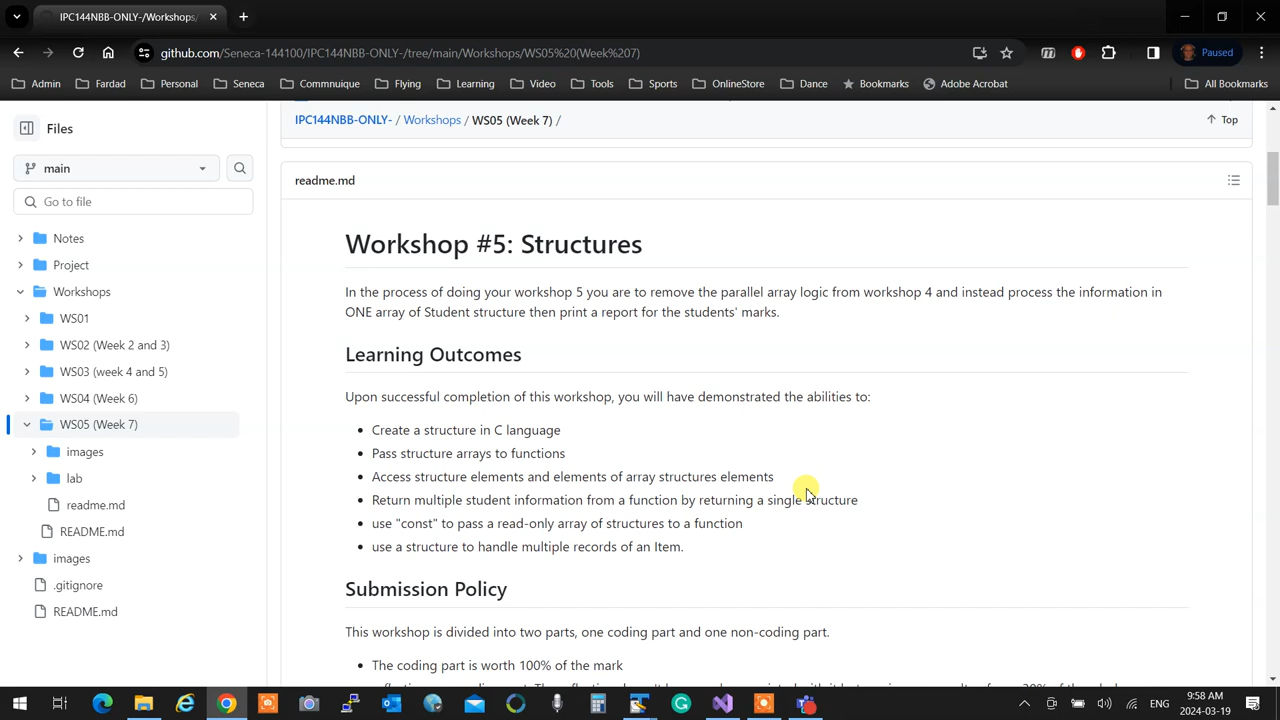 IPC144NBB-ONLY-/Workshops/
github.com/Seneca-144100/IPC144NBB-ONLY-/tree/main/Workshops/WS05%20(Week%207)
Paused
Admin Fardad Personal Seneca Commnuique Flying Learning Video Tools Sports OnlineStore Dance Bookmarks Adobe Acrobat All Bookmarks
Files
IPC144NBB-ONLY- / Workshops / WS05 (Week 7) /
Top
main
Go to file
Notes
Project
Workshops
WS01
WS02 (Week 2 and 3)
WS03 (week 4 and 5)
WS04 (Week 6)
WS05 (Week 7)
images
lab
readme.md
README.md
images
.gitignore
README.md
readme.md
Workshop #5: Structures
In the process of doing your workshop 5 you are to remove the parallel array logic from workshop 4 and instead process the information in
ONE array of Student structure then print a report for the students' marks.
Learning Outcomes
Upon successful completion of this workshop, you will have demonstrated the abilities to:
• Create a structure in C language
• Pass structure arrays to functions
• Access structure elements and elements of array structures elements
• Return multiple student information from a function by returning a single structure
• use "const" to pass a read-only array of structures to a function
• use a structure to handle multiple records of an Item.
Submission Policy
This workshop is divided into two parts, one coding part and one non-coding part.
• The coding part is worth 100% of the mark
ENG
9:58 AM
2024-03-19